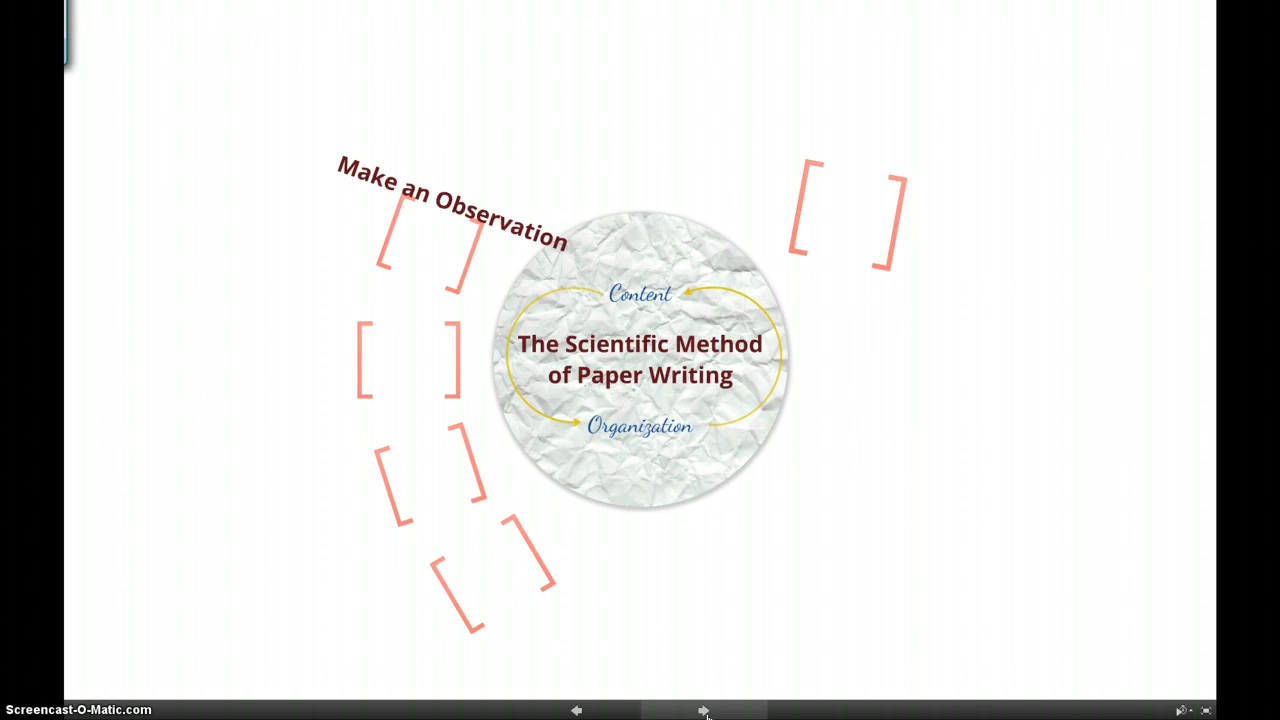 Make an Observation
Content
The Scientific Method
of Paper Writing
Organization
Screencast-O-Matic.com